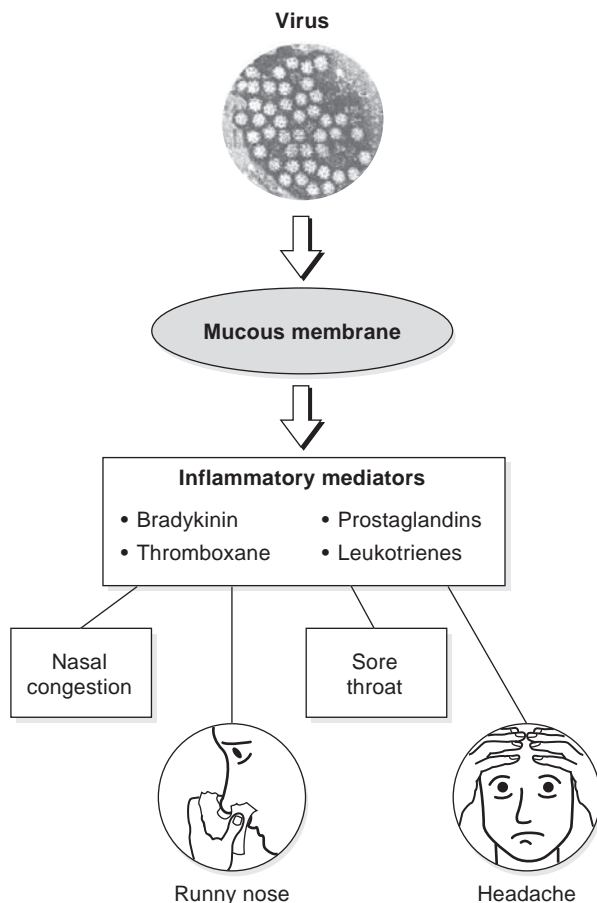 Virus
Mucous membrane
Inflammatory mediators
• Bradykinin
• Prostaglandins
• Thromboxane
• Leukotrienes
Nasal
congestion
Sore
throat
Runny nose
Headache